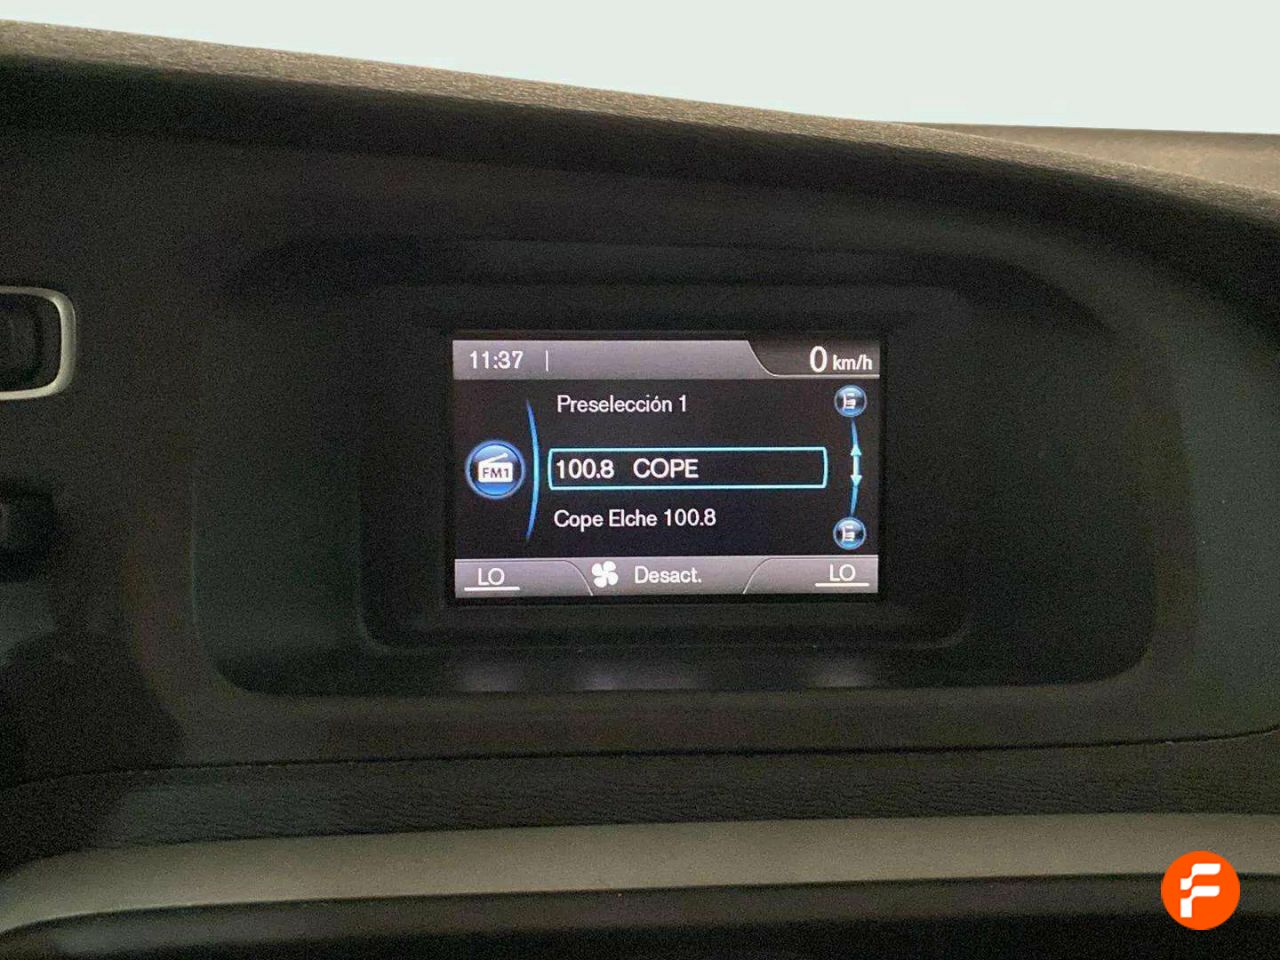 11:37 |
0 km/h
Preselección 1
FM1
100.8 COPE
Cope Elche 100.8
LO
Desact.
LO